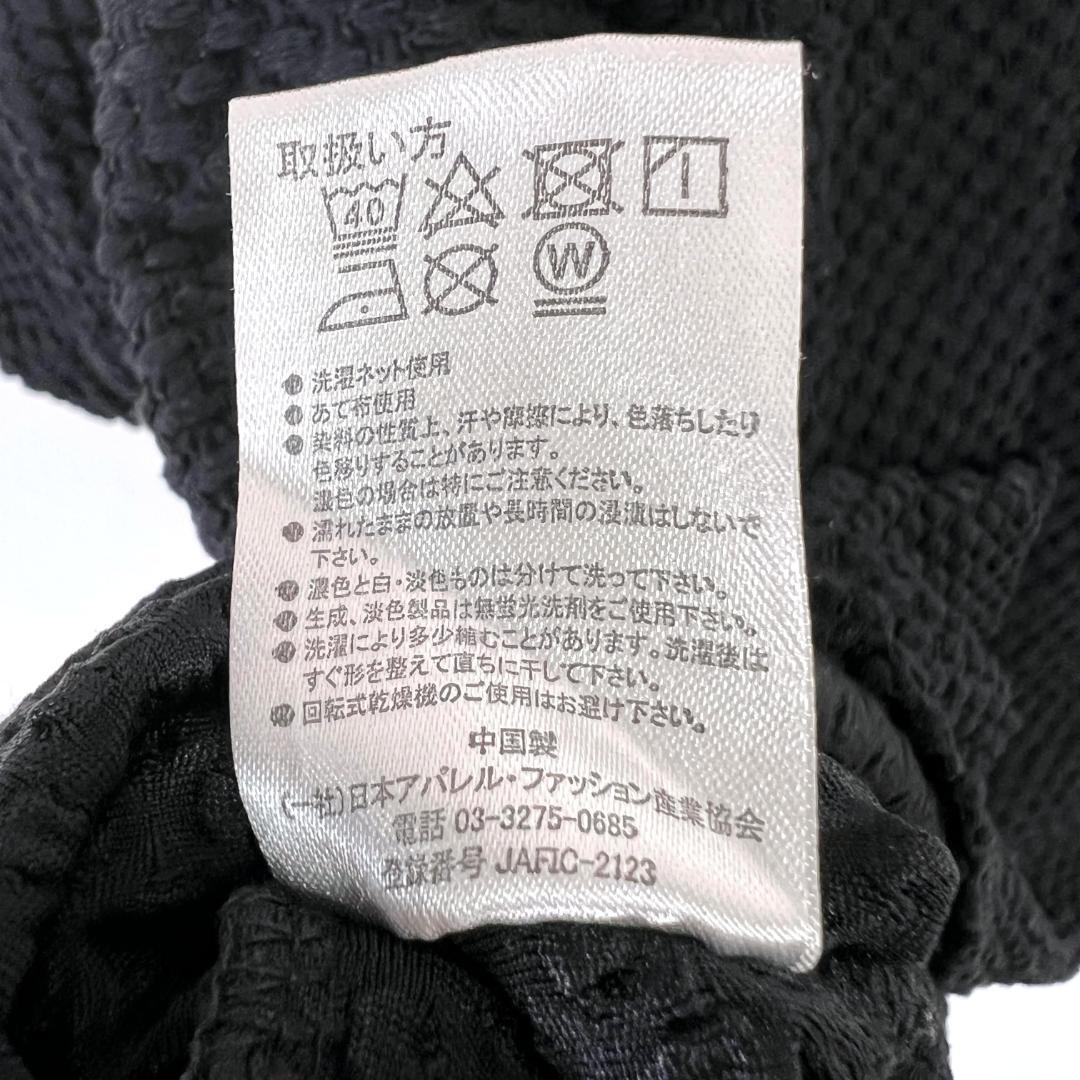 取扱い方
40
W
洗濯ネット使用
あて布使用
染料の性質上、汗や摩擦により、色落ちしたり
色移りすることがあります。
濃色の場合は特にご注意ください。
濡れたままの放置や長時間の浸漬はしないで
下さい。
濃色と白・淡色ものは分けて洗って下さい。
生成、淡色製品は無蛍光洗剤をご使用下さい。
洗濯により多少縮むことがあります。洗濯後は
すぐ形を整えて直ちに干して下さい。
回転式乾燥機のご使用はお避け下さい。
中国製
(一社)日本アパレル・ファッション産業協会
電話 03-3275-0685
登録番号 JAFIC-2123